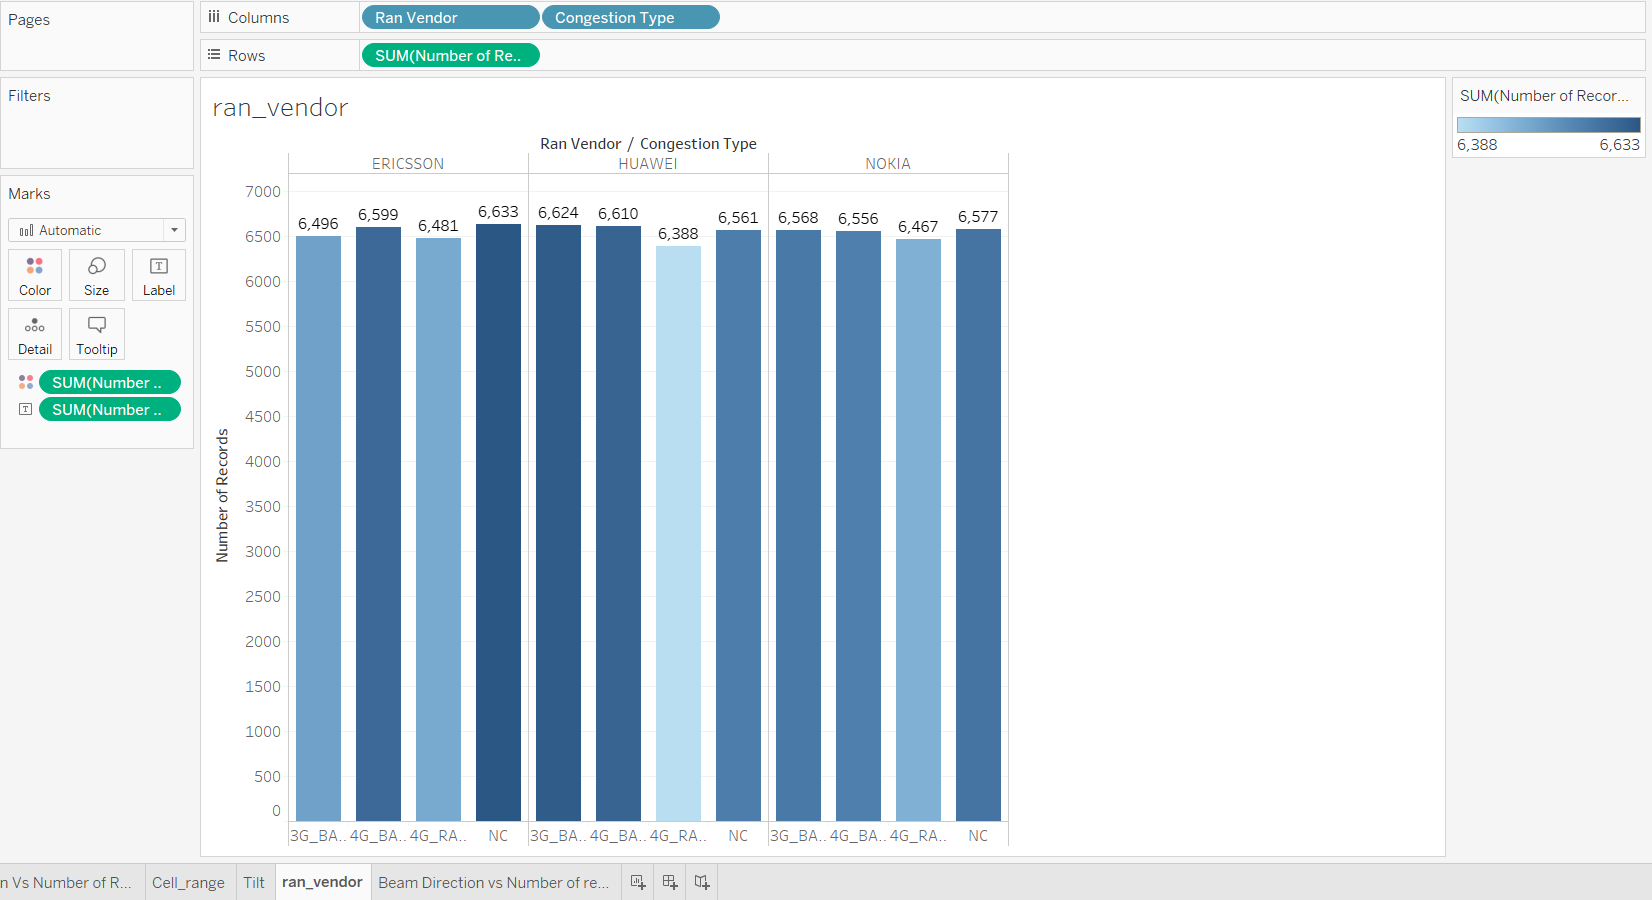 Pages
Columns
Ran Vendor
Congestion Type
Rows
SUM(Number of Re..
Filters
Marks
Automatic
Color
Size
Label
Detail
Tooltip
SUM(Number ..
SUM(Number ..
ran_vendor
Ran Vendor / Congestion Type
ERICSSON HUAWEI NOKIA
7000
6500
6000
5500
5000
4500
4000
3500
3000
2500
2000
1500
1000
500
0
Number of Records
6,496 6,599 6,481 6,633 6,624 6,610 6,388 6,561 6,568 6,556 6,467 6,577
3G_BA.. 4G_BA.. 4G_RA.. NC 3G_BA.. 4G_BA.. 4G_RA.. NC 3G_BA.. 4G_BA.. 4G_RA.. NC
SUM(Number of Recor...
6,388 6,633
n Vs Number of R... Cell_range Tilt ran_vendor Beam Direction vs Number of re...